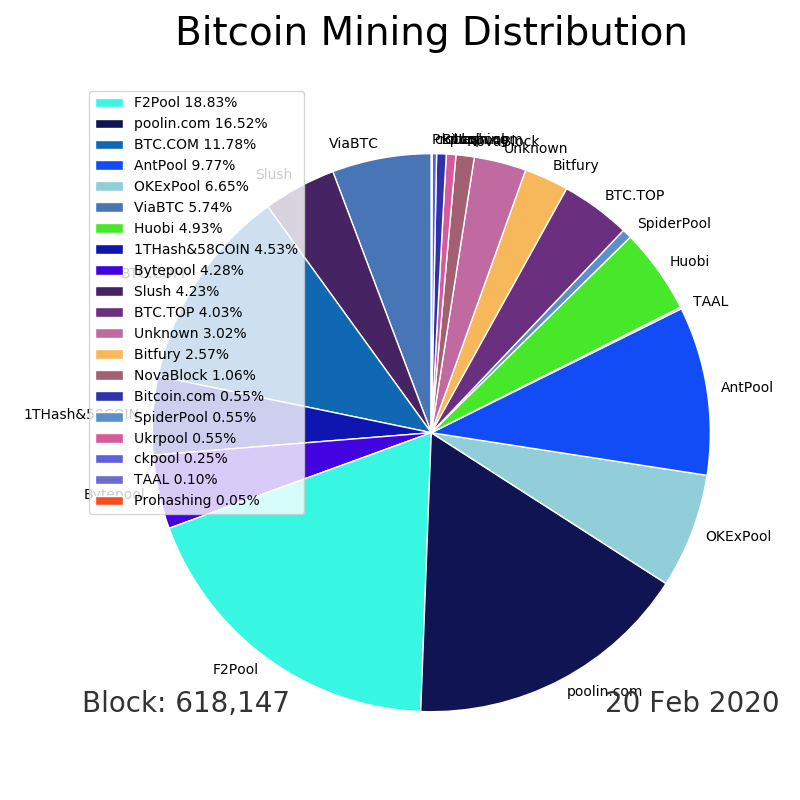 Bitcoin Mining Distribution
F2Pool 18.83%
poolin.com 16.52%
BTC.COM 11.78%
AntPool 9.77%
OKExPool 6.65%
ViaBTC 5.74%
Huobi 4.93%
1THash&58COIN 4.53%
Bytepool 4.28%
Slush 4.23%
BTC.TOP 4.03%
Unknown 3.02%
Bitfury 2.57%
NovaBlock 1.06%
Bitcoin.com 0.55%
SpiderPool 0.55%
Ukrpool 0.55%
ckpool 0.25%
TAAL 0.10%
Prohashing 0.05%
ViaBTC
Slush
1THash&58COIN
Bytepool
F2Pool
poolin.com
OKExPool
AntPool
TAAL
Huobi
SpiderPool
BTC.TOP
Bitfury
Unknown
Block: 618,147
20 Feb 2020